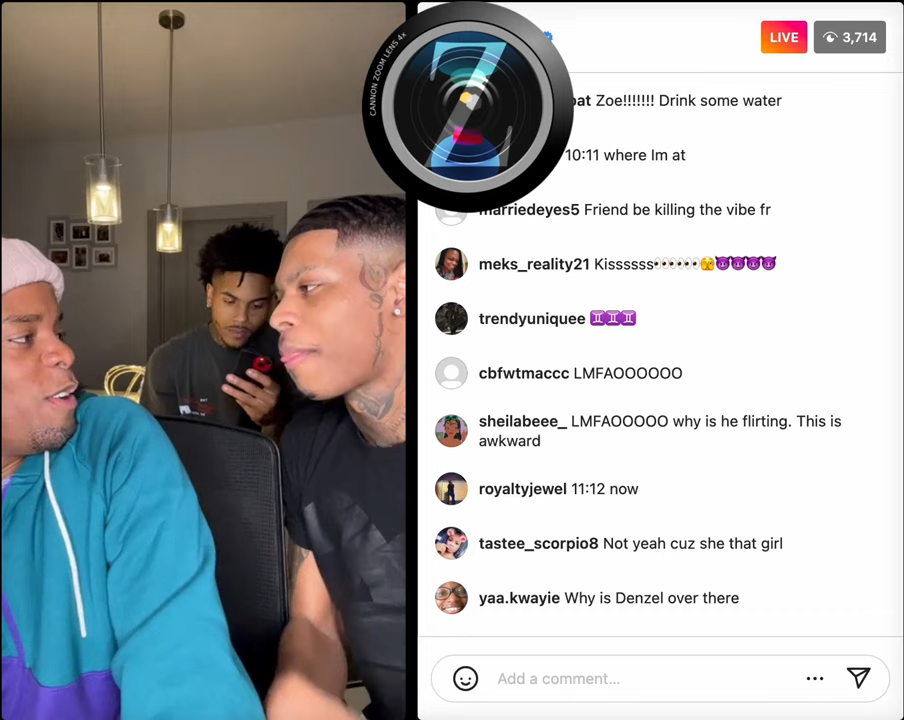 CANNON ZOOM LENS 4x
LIVE
3,714
Zoe!!!!!!! Drink some water
10:11 where Im at
marriedeyes5 Friend be killing the vibe fr
meks_reality21 Kissssss👀👀👀👀👀🫣😈😈😈😈
trendyuniquee ♊♊♊
cbfwtmaccc LMFAOOOOOO
sheilabeee_ LMFAOOOOO why is he flirting. This is
awkward
royaltyjewel 11:12 now
tastee_scorpio8 Not yeah cuz she that girl
yaa.kwayie Why is Denzel over there
Add a comment...